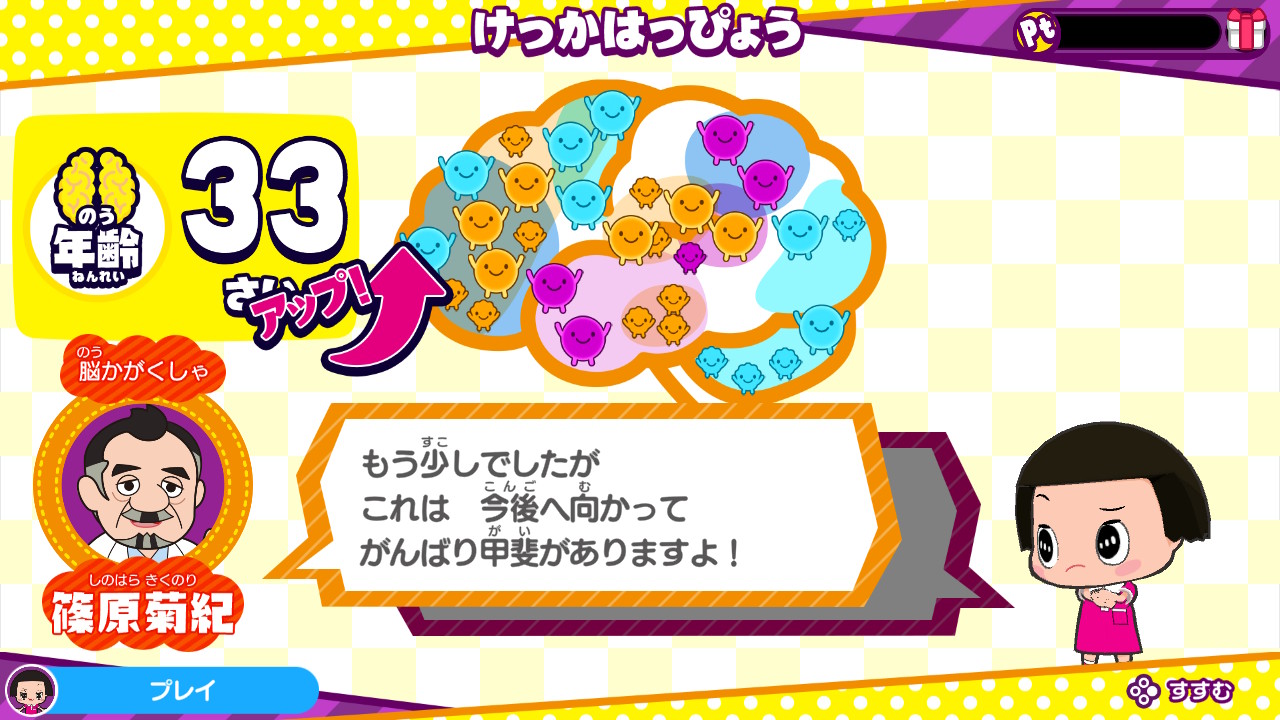 けっかはっぴょう
Pt
のう
年齢
ねんれい
33
さい
アップ!
のう
脳かがくしゃ
しのはら きくのり
篠原菊紀
すこ
もう少しでしたが
こんご む
これは 今後へ向かって
がい
がんばり甲斐がありますよ！
プレイ
すすむ